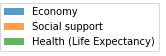 Economy
Social support
Health (Life Expectancy)